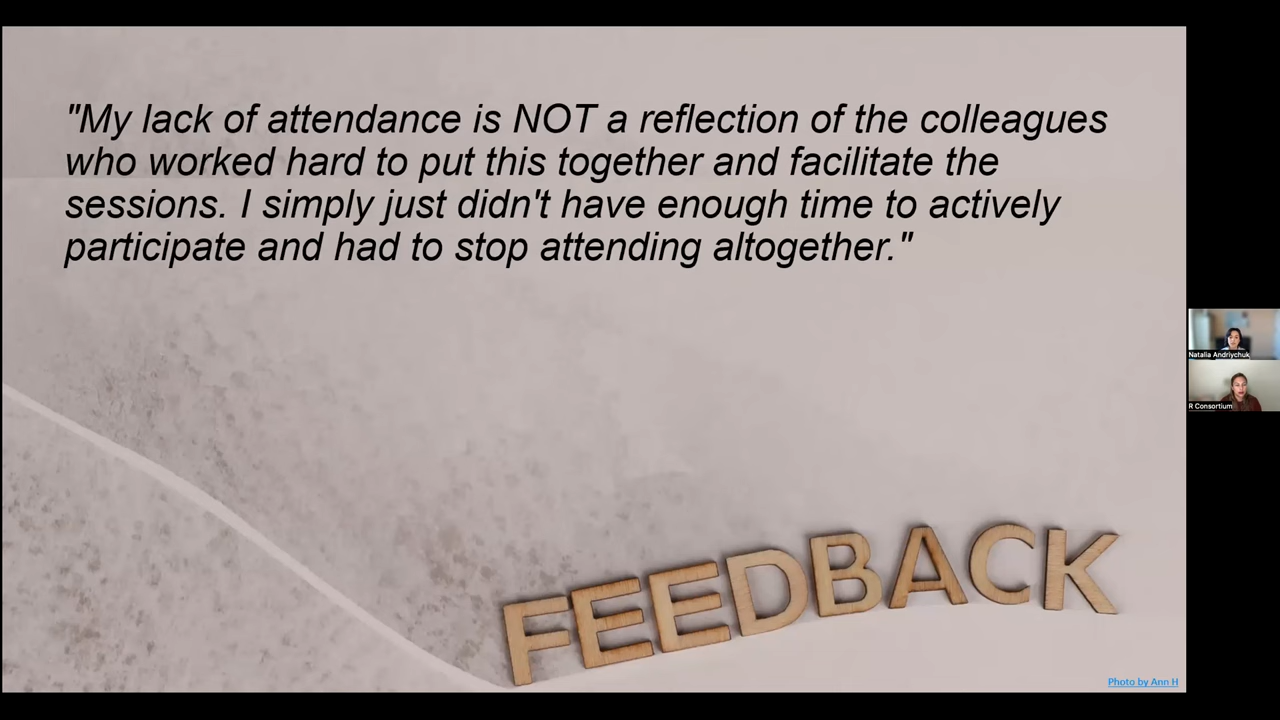 "My lack of attendance is NOT a reflection of the colleagues
who worked hard to put this together and facilitate the
sessions. I simply just didn't have enough time to actively
participate and had to stop attending altogether."
Natalia Andriychuk
R Consortium
FEEDBACK
Photo by Ann H